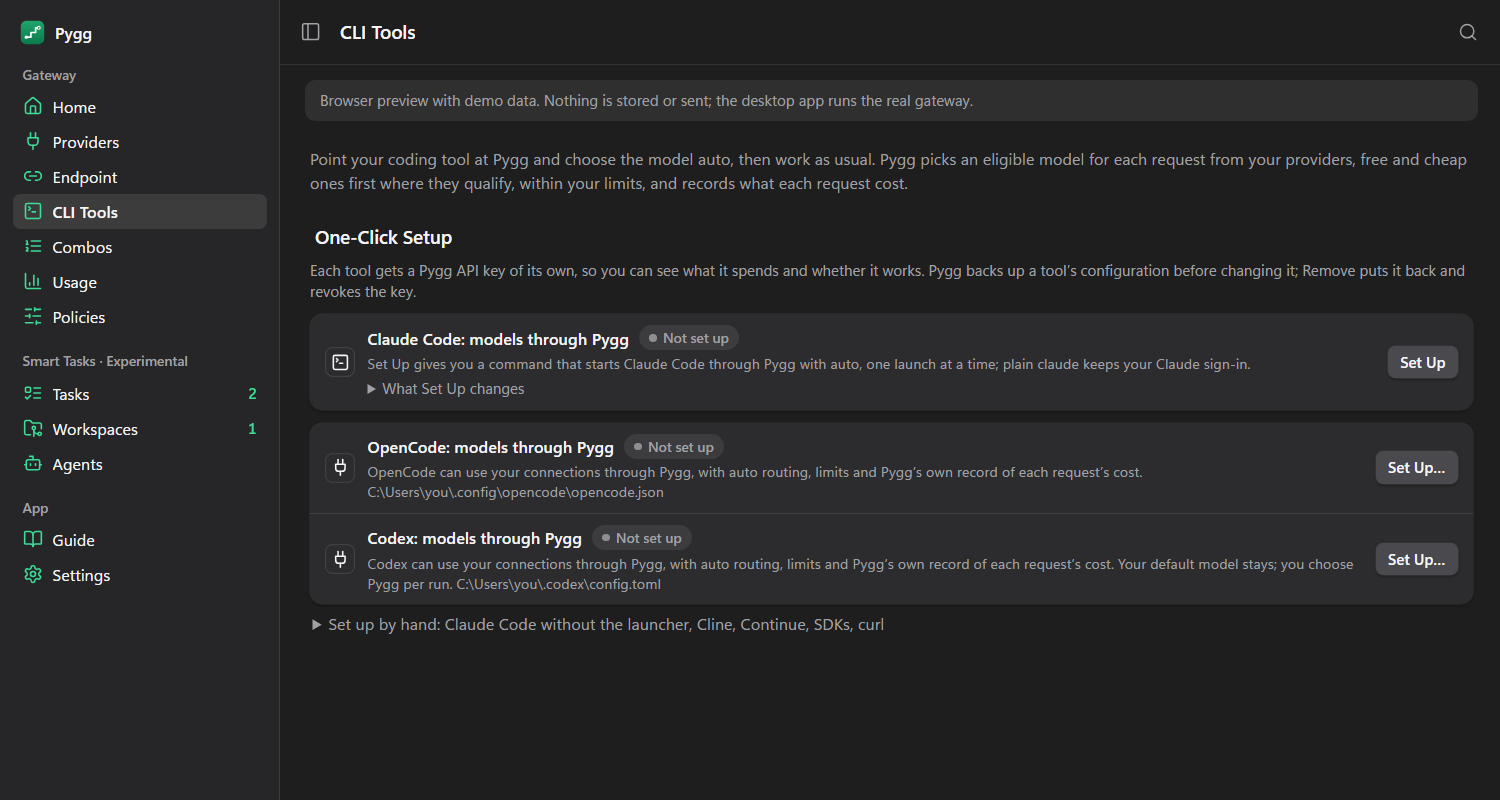 Pygg
Gateway
Home
Providers
Endpoint
CLI Tools
Combos
Usage
Policies
Smart Tasks · Experimental
Tasks 2
Workspaces 1
Agents
App
Guide
Settings
CLI Tools
Browser preview with demo data. Nothing is stored or sent; the desktop app runs the real gateway.
Point your coding tool at Pygg and choose the model auto, then work as usual. Pygg picks an eligible model for each request from your providers, free and cheap
ones first where they qualify, within your limits, and records what each request cost.
One-Click Setup
Each tool gets a Pygg API key of its own, so you can see what it spends and whether it works. Pygg backs up a tool’s configuration before changing it; Remove puts it back and
revokes the key.
Claude Code: models through Pygg Not set up
Set Up gives you a command that starts Claude Code through Pygg with auto, one launch at a time; plain claude keeps your Claude sign-in.
What Set Up changes
Set Up
OpenCode: models through Pygg Not set up
OpenCode can use your connections through Pygg, with auto routing, limits and Pygg’s own record of each request’s cost.
C:\Users\you\.config\opencode\opencode.json
Set Up...
Codex: models through Pygg Not set up
Codex can use your connections through Pygg, with auto routing, limits and Pygg’s own record of each request’s cost. Your default model stays; you choose
Pygg per run. C:\Users\you\.codex\config.toml
Set Up...
Set up by hand: Claude Code without the launcher, Cline, Continue, SDKs, curl